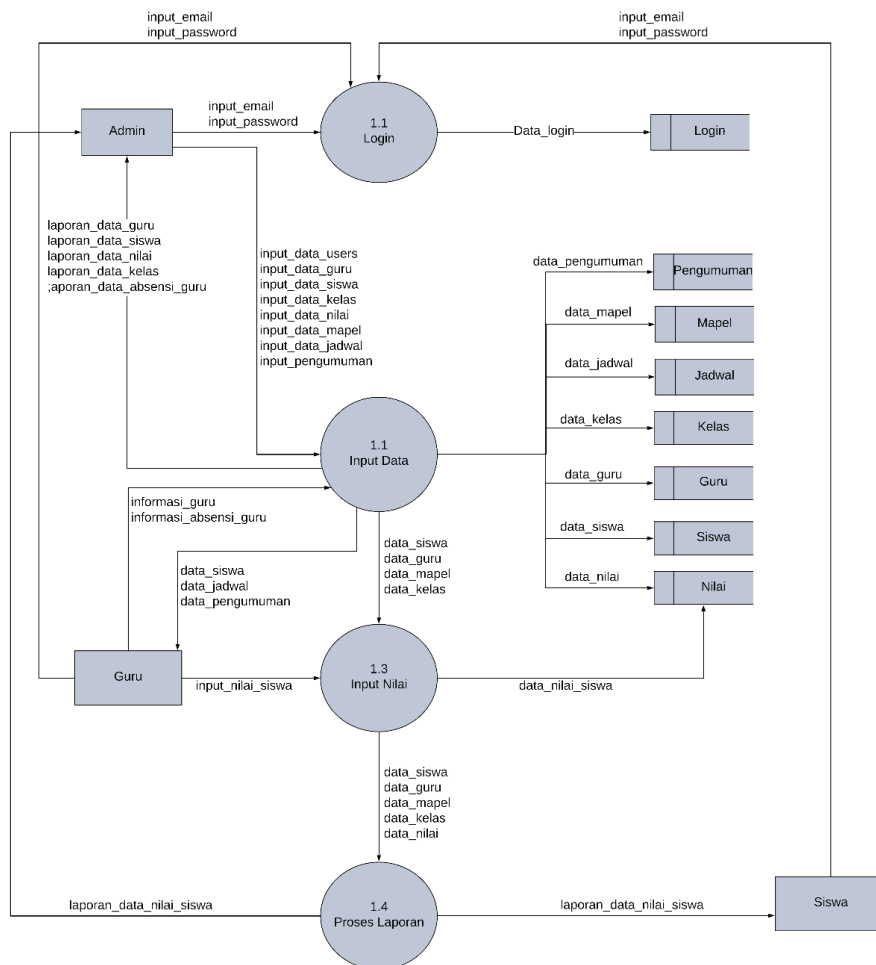 input_email
input_password
input_email
input_password
Admin
input_email
input_password
1.1
Login
Data_login
Login
laporan_data_guru
laporan_data_siswa
laporan_data_nilai
laporan_data_kelas
;aporan_data_absensi_guru
input_data_users
input_data_guru
input_data_siswa
input_data_kelas
input_data_nilai
input_data_mapel
input_data_jadwal
input_pengumuman
data_pengumuman
Pengumuman
data_mapel
Mapel
data_jadwal
Jadwal
data_kelas
Kelas
data_guru
Guru
data_siswa
Siswa
data_nilai
Nilai
1.1
Input Data
informasi_guru
informasi_absensi_guru
data_siswa
data_jadwal
data_pengumuman
data_siswa
data_guru
data_mapel
data_kelas
Guru
input_nilai_siswa
1.3
Input Nilai
data_nilai_siswa
data_siswa
data_guru
data_mapel
data_kelas
data_nilai
laporan_data_nilai_siswa
1.4
Proses Laporan
laporan_data_nilai_siswa
Siswa